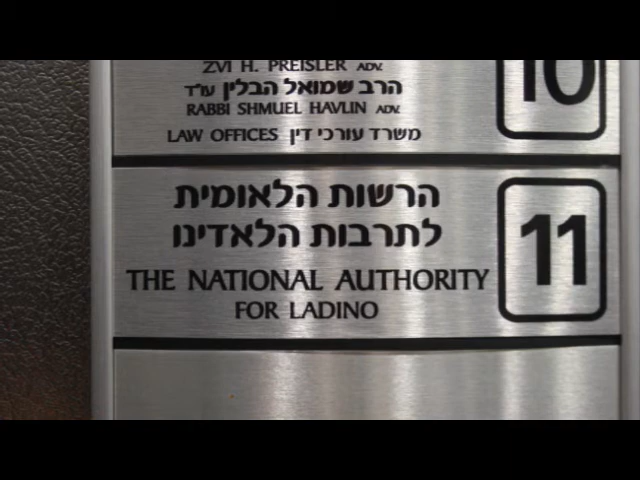 ZVI H. PREISLER ADV.
הרב שמואל הבלין עו"ד
RABBI SHMUEL HAVLIN ADV.
LAW OFFICES משרד עורכי דין
10
הרשות הלאומית
לתרבות הלאדינו
THE NATIONAL AUTHORITY
FOR LADINO
11